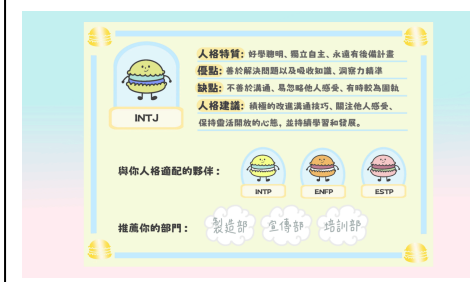 人格特質：好學聰明、獨立自主、永遠有後備計畫
優點：善於解決問題以及吸收知識、洞察力精準
缺點：不善於溝通、易忽略他人感受、有時較為固執
人格建議：積極的改進溝通技巧、關注他人感受、
保持靈活開放的心態，並持續學習和發展。
INTJ
與你人格適配的夥伴：
INTP
ENFP
ESTP
推薦你的部門：
製造部
宣傳部
培訓部